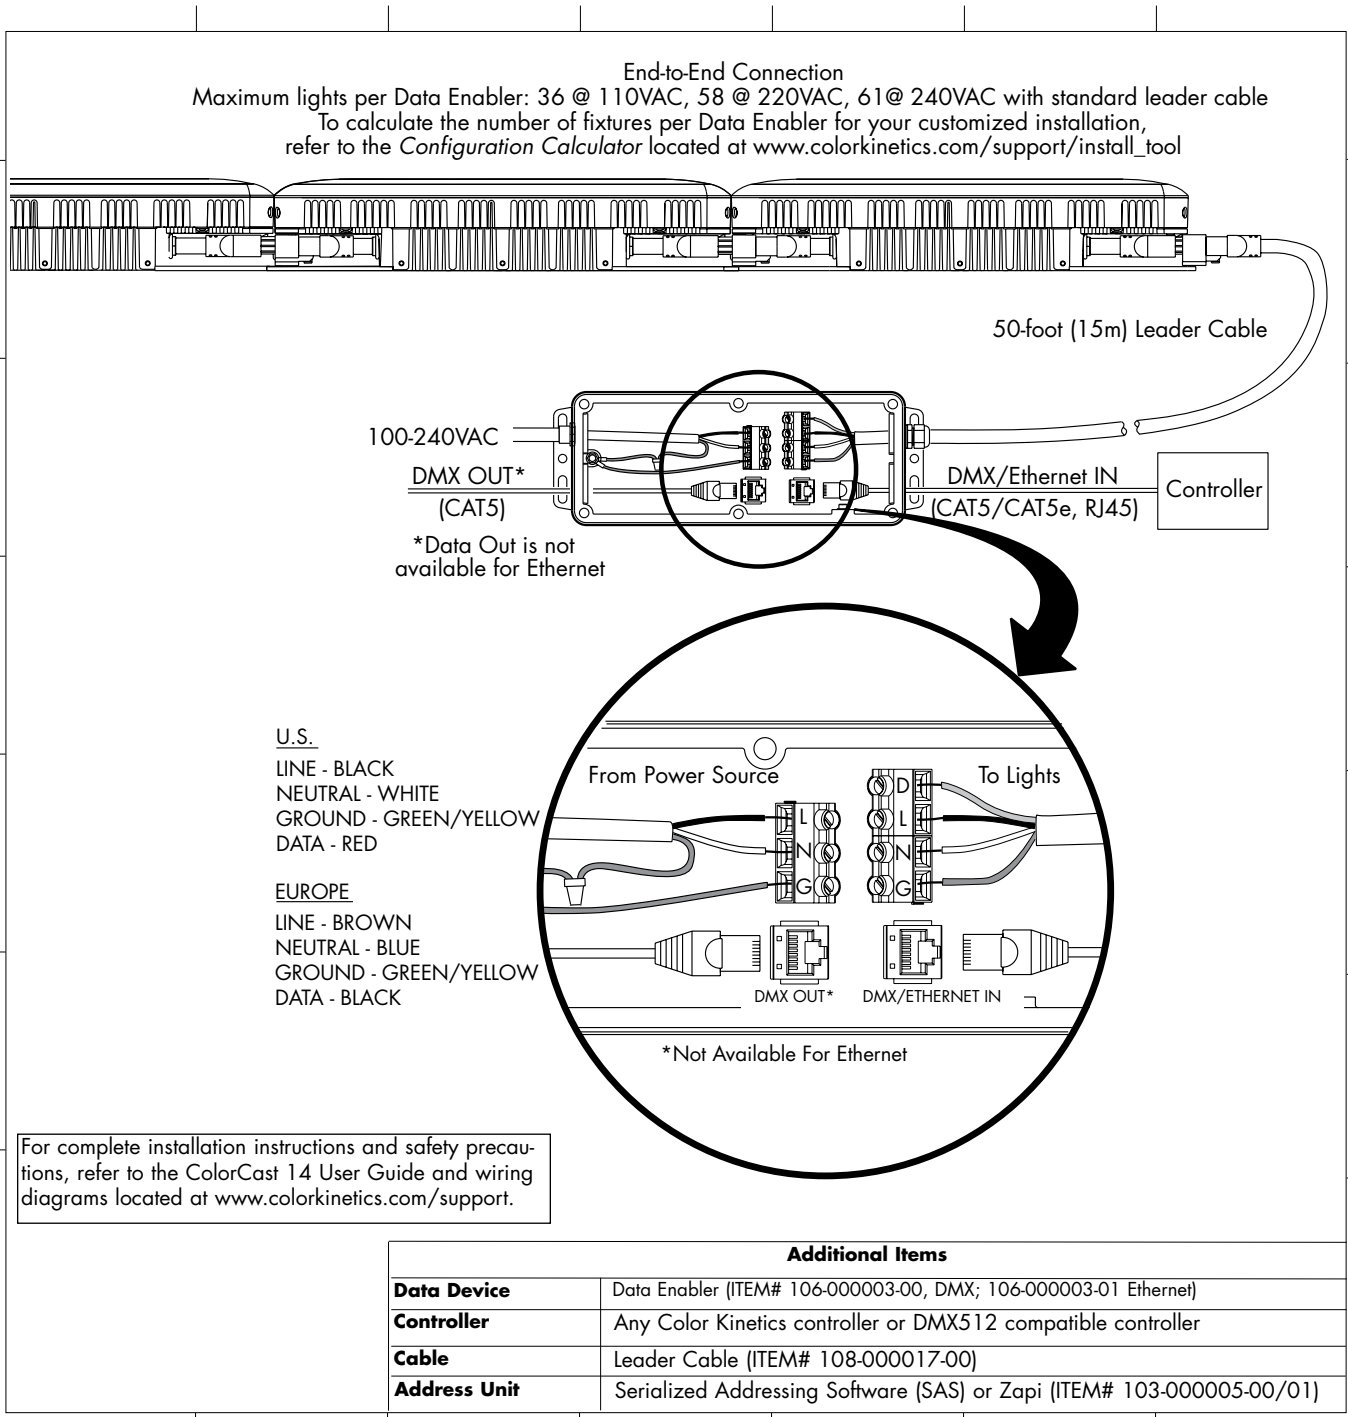 End-to-End Connection
Maximum lights per Data Enabler: 36 @ 110VAC, 58 @ 220VAC, 61@ 240VAC with standard leader cable
To calculate the number of fixtures per Data Enabler for your customized installation,
refer to the Configuration Calculator located at www.colorkinetics.com/support/install_tool
50-foot (15m) Leader Cable
100-240VAC
DMX OUT*
(CAT5)
*Data Out is not
available for Ethernet
DMX/Ethernet IN
(CAT5/CAT5e, RJ45)
Controller
U.S.
LINE - BLACK
NEUTRAL - WHITE
GROUND - GREEN/YELLOW
DATA - RED
EUROPE
LINE - BROWN
NEUTRAL - BLUE
GROUND - GREEN/YELLOW
DATA - BLACK
From Power Source
To Lights
L
N
G
D
L
N
G
DMX OUT*
DMX/ETHERNET IN
*Not Available For Ethernet
For complete installation instructions and safety precau-
tions, refer to the ColorCast 14 User Guide and wiring
diagrams located at www.colorkinetics.com/support.
Additional Items
Data Device Data Enabler (ITEM# 106-000003-00, DMX; 106-000003-01 Ethernet)
Controller Any Color Kinetics controller or DMX512 compatible controller
Cable Leader Cable (ITEM# 108-000017-00)
Address Unit Serialized Addressing Software (SAS) or Zapi (ITEM# 103-000005-00/01)